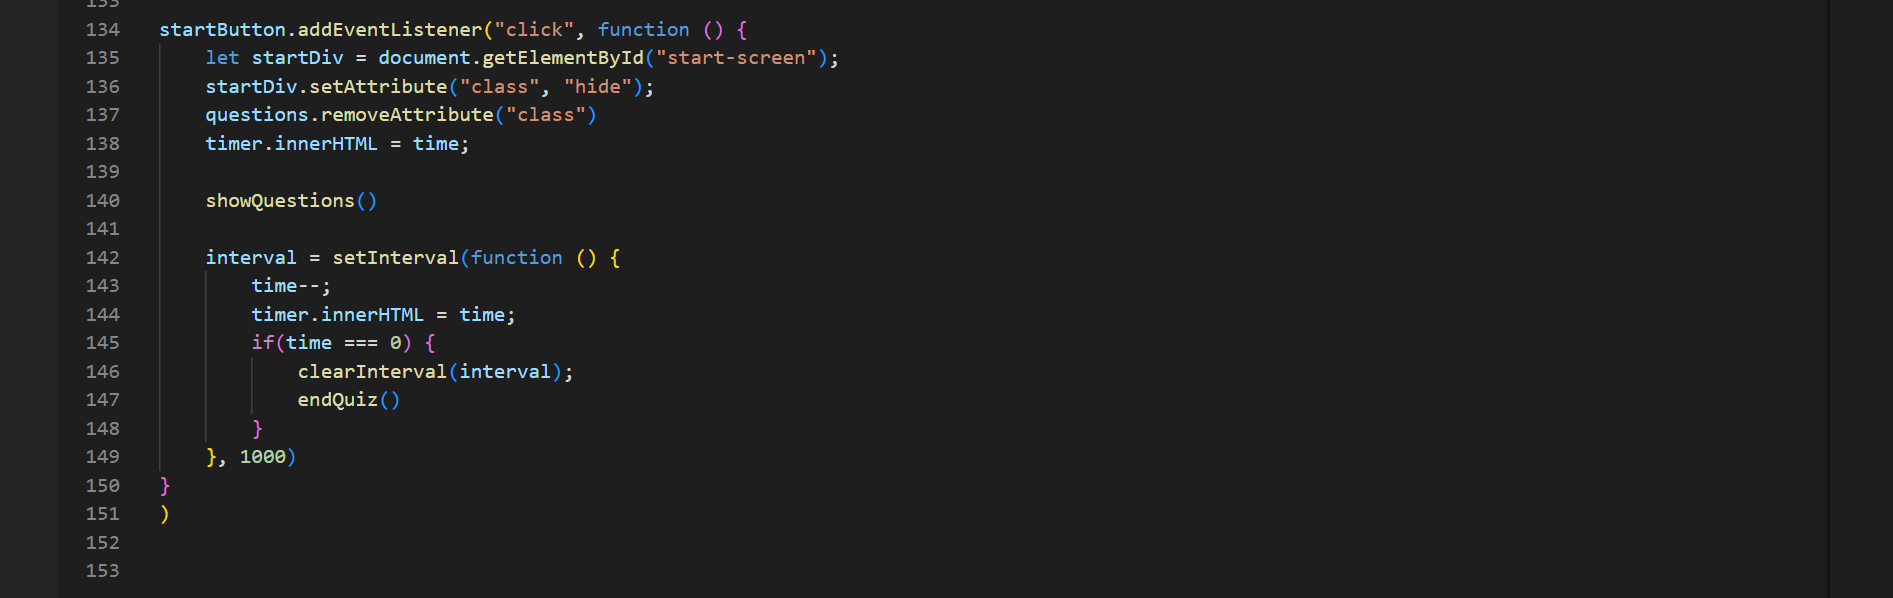 134 startButton.addEventListener("click", function () {
135     let startDiv = document.getElementById("start-screen");
136     startDiv.setAttribute("class", "hide");
137     questions.removeAttribute("class")
138     timer.innerHTML = time;
139
140     showQuestions()
141
142     interval = setInterval(function () {
143         time--;
144         timer.innerHTML = time;
145         if(time === 0) {
146             clearInterval(interval);
147             endQuiz()
148         }
149     }, 1000)
150 }
151 )
152
153